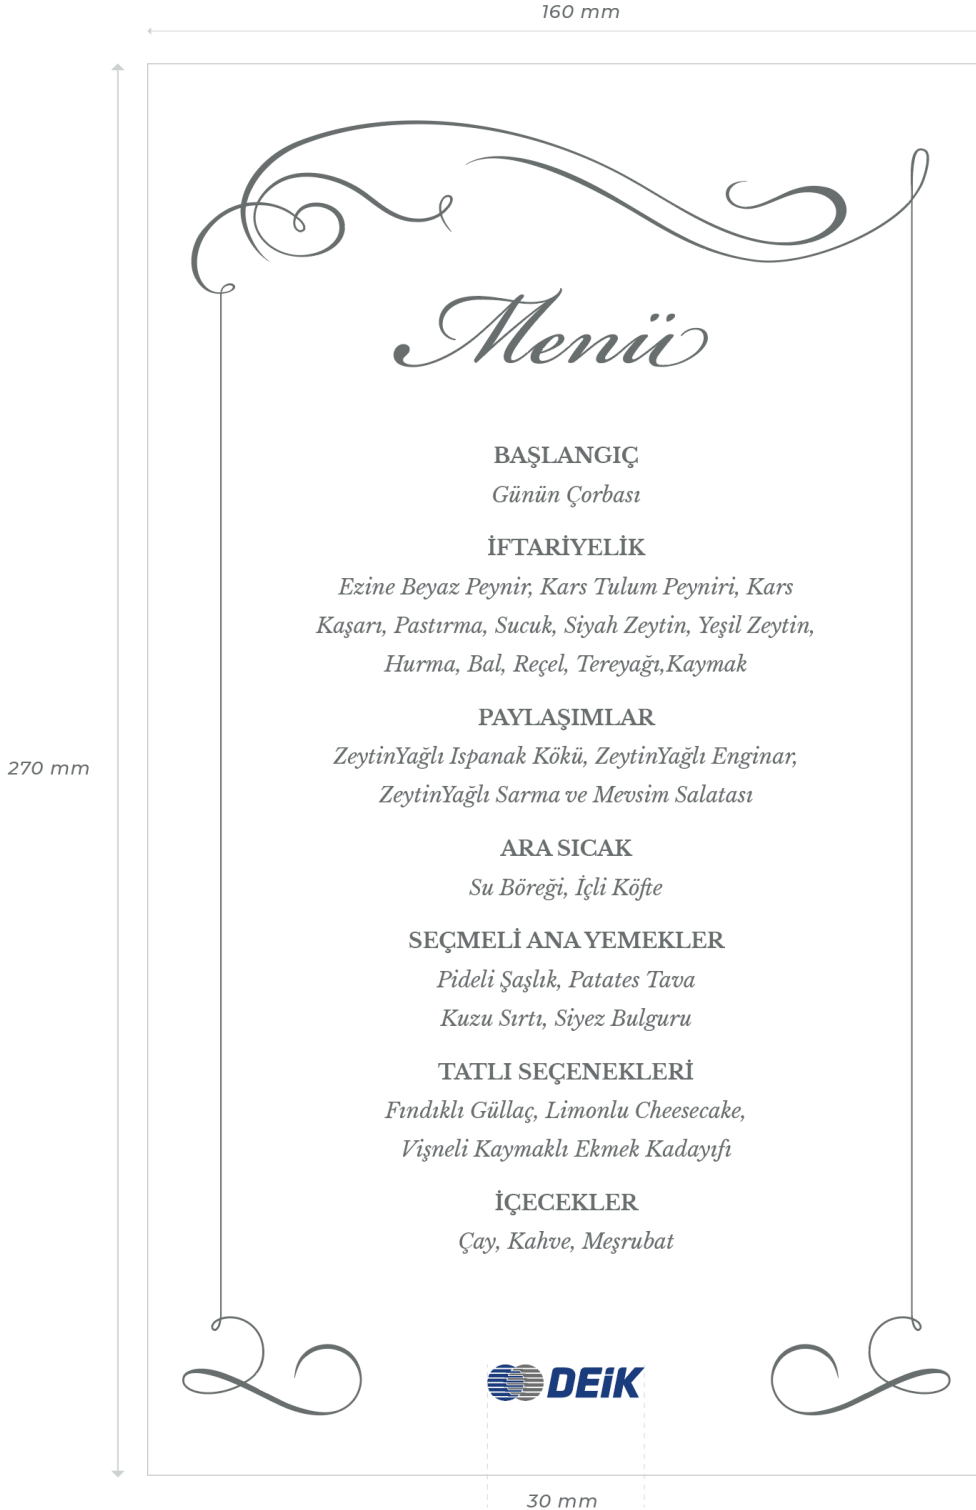 160 mm
Menü
BAŞLANGIÇ
Günün Çorbası
İFTARİYELİK
Ezine Beyaz Peynir, Kars Tulum Peyniri, Kars
Kaşarı, Pastırma, Sucuk, Siyah Zeytin, Yeşil Zeytin,
Hurma, Bal, Reçel, Tereyağı,Kaymak
PAYLAŞIMLAR
270 mm
ZeytinYağlı Ispanak Kökü, ZeytinYağlı Enginar,
ZeytinYağlı Sarma ve Mevsim Salatası
ARA SICAK
Su Böreği, İçli Köfte
SEÇMELİ ANA YEMEKLER
Pideli Şaşlık, Patates Tava
Kuzu Sırtı, Siyez Bulguru
TATLI SEÇENEKLERİ
Fındıklı Güllaç, Limonlu Cheesecake,
Vişneli Kaymaklı Ekmek Kadayıfı
İÇECEKLER
Çay, Kahve, Meşrubat
DEiK
30 mm